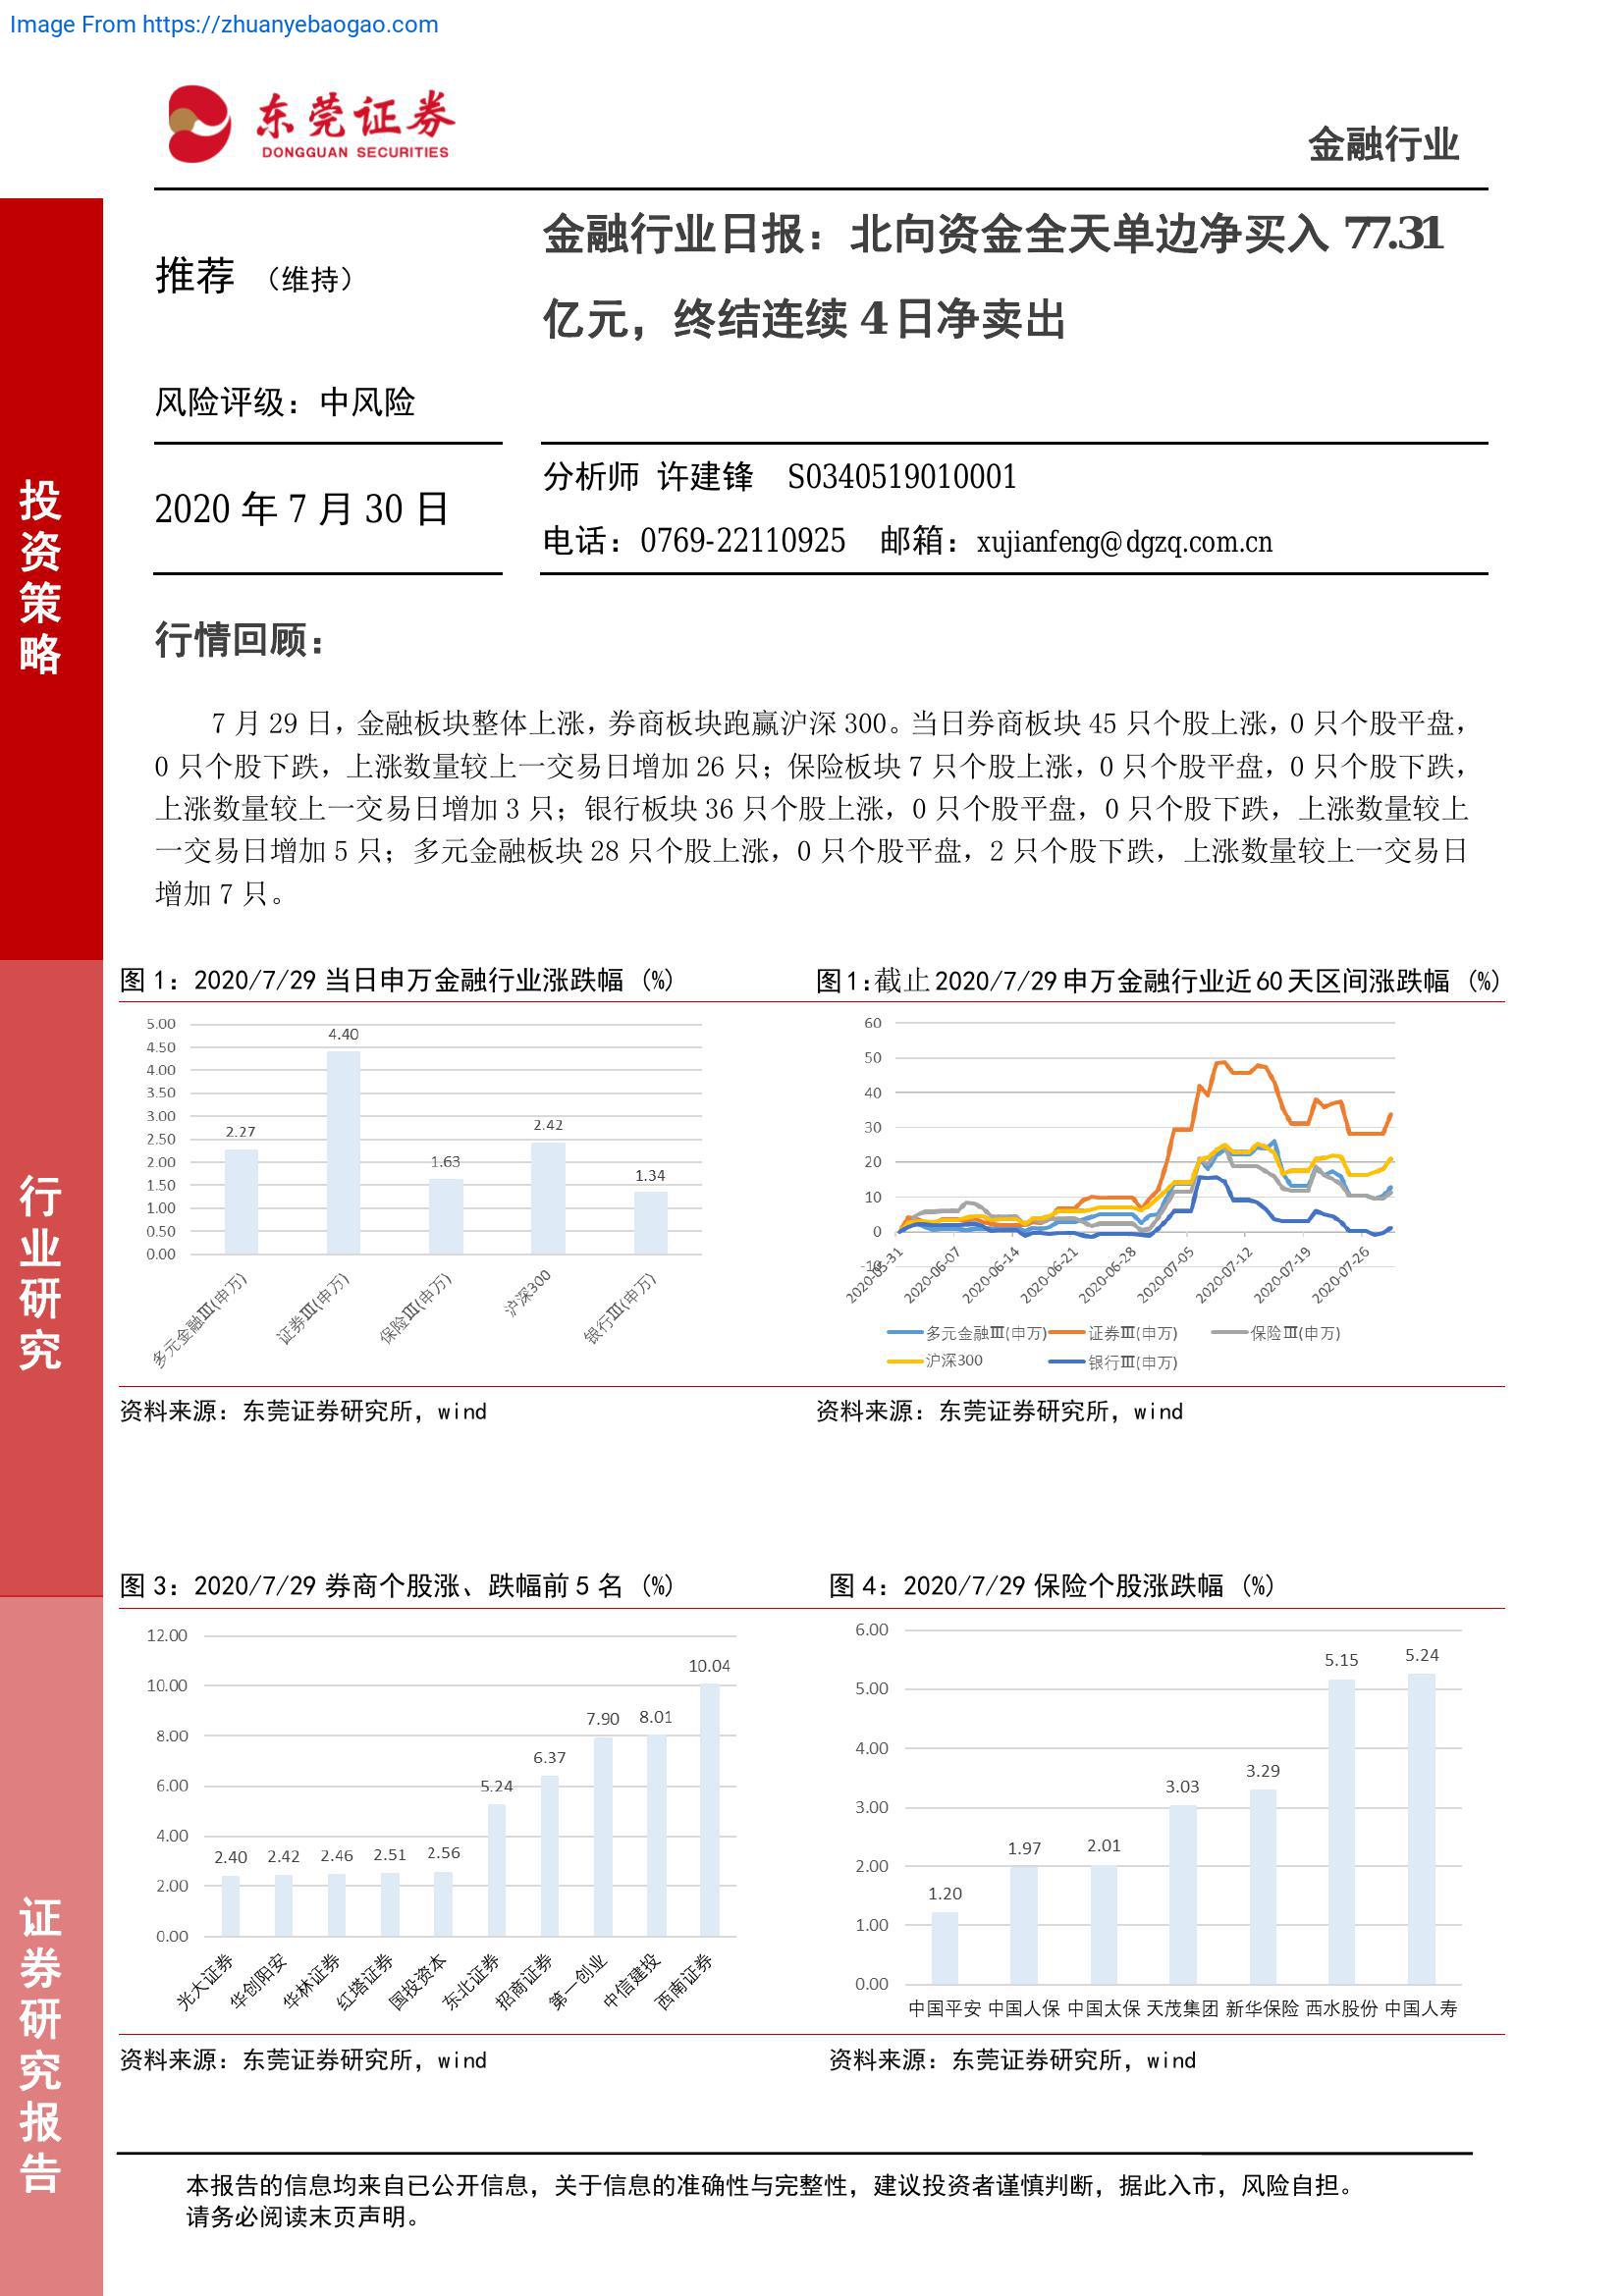 Image From https://zhuanyebaogao.com
东莞证券
DONGGUAN SECURITIES
金融行业
投资策略
行业研究
证券研究报告
推荐 （维持）
风险评级：中风险
2020 年 7 月 30 日
金融行业日报：北向资金全天单边净买入 77.31
亿元，终结连续 4 日净卖出
分析师 许建锋 S0340519010001
电话：0769-22110925 邮箱：xujianfeng@dgzq.com.cn
行情回顾：
7 月 29 日，金融板块整体上涨，券商板块跑赢沪深 300。当日券商板块 45 只个股上涨，0 只个股平盘，
0 只个股下跌，上涨数量较上一交易日增加 26 只；保险板块 7 只个股上涨，0 只个股平盘，0 只个股下跌，
上涨数量较上一交易日增加 3 只；银行板块 36 只个股上涨，0 只个股平盘，0 只个股下跌，上涨数量较上
一交易日增加 5 只；多元金融板块 28 只个股上涨，0 只个股平盘，2 只个股下跌，上涨数量较上一交易日
增加 7 只。
图 1：2020/7/29 当日申万金融行业涨跌幅 (%)
5.00
4.50
4.00
3.50
3.00
2.50
2.00
1.50
1.00
0.50
0.00
2.27
4.40
1.63
2.42
1.34
多元金融Ⅲ(申万)
证券Ⅲ(申万)
保险Ⅲ(申万)
沪深300
银行Ⅲ(申万)
资料来源：东莞证券研究所，wind
图 1：截止 2020/7/29 申万金融行业近 60 天区间涨跌幅 (%)
60
50
40
30
20
10
0
-10
2020-05-31
2020-06-07
2020-06-14
2020-06-21
2020-06-28
2020-07-05
2020-07-12
2020-07-19
2020-07-26
多元金融Ⅲ(申万) 证券Ⅲ(申万) 保险Ⅲ(申万)
沪深300 银行Ⅲ(申万)
资料来源：东莞证券研究所，wind
图 3：2020/7/29 券商个股涨、跌幅前 5 名 (%)
12.00
10.00
8.00
6.00
4.00
2.00
0.00
2.40
2.42
2.46
2.51
2.56
5.24
6.37
7.90
8.01
10.04
光大证券
华创阳安
华林证券
红塔证券
国投资本
东北证券
招商证券
第一创业
中信建投
西南证券
资料来源：东莞证券研究所，wind
图 4：2020/7/29 保险个股涨跌幅 (%)
6.00
5.00
4.00
3.00
2.00
1.00
0.00
1.20
1.97
2.01
3.03
3.29
5.15
5.24
中国平安 中国人保 中国太保 天茂集团 新华保险 西水股份 中国人寿
资料来源：东莞证券研究所，wind
本报告的信息均来自已公开信息，关于信息的准确性与完整性，建议投资者谨慎判断，据此入市，风险自担。
请务必阅读末页声明。